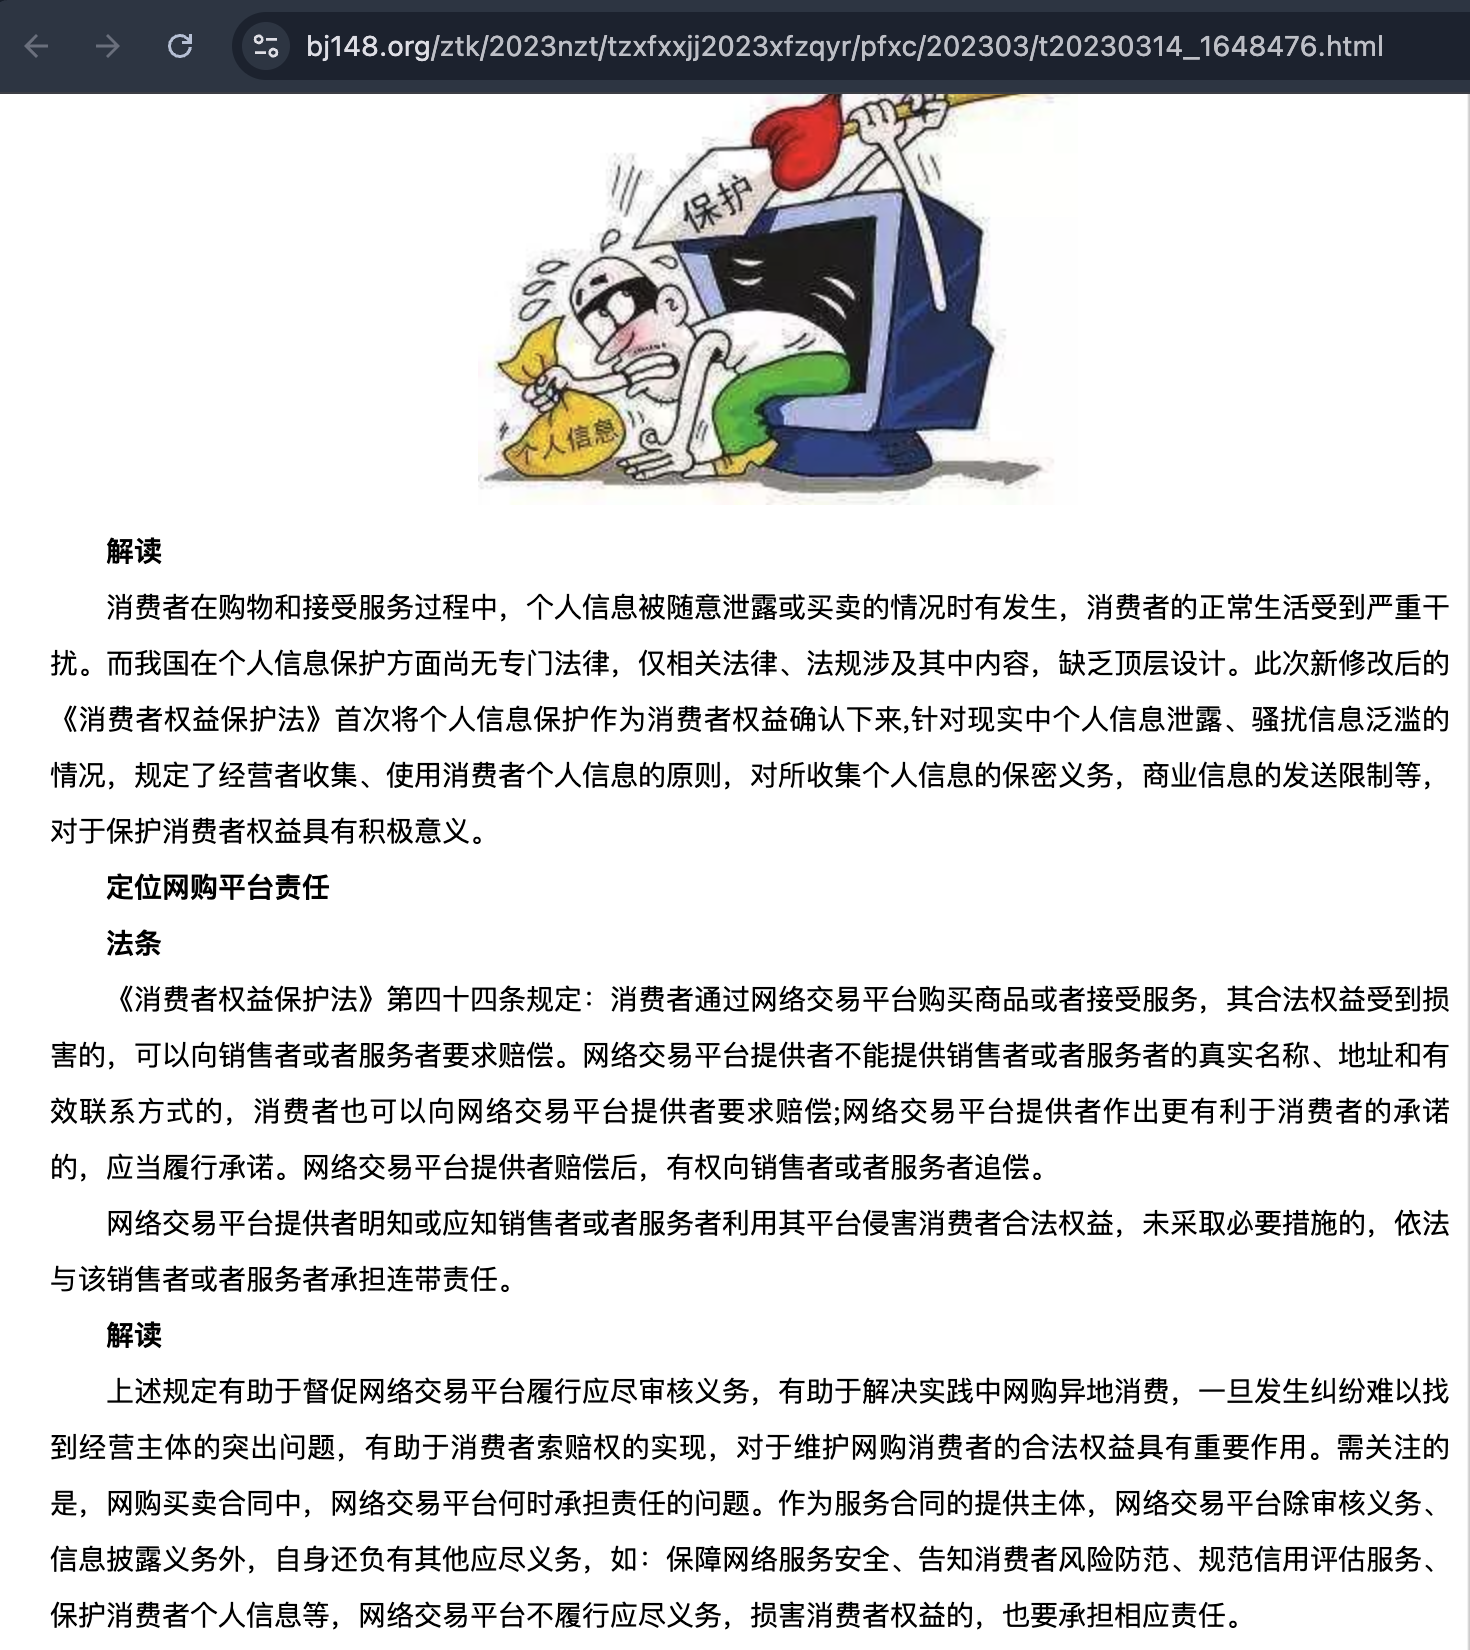 bj148.org/ztk/2023nzt/tzxfxxjj2023xfzqyr/pfxc/202303/t20230314_1648476.html
保护
个人信息
解读
消费者在购物和接受服务过程中，个人信息被随意泄露或买卖的情况时有发生，消费者的正常生活受到严重干
扰。而我国在个人信息保护方面尚无专门法律，仅相关法律、法规涉及其中内容，缺乏顶层设计。此次新修改后的
《消费者权益保护法》首次将个人信息保护作为消费者权益确认下来,针对现实中个人信息泄露、骚扰信息泛滥的
情况，规定了经营者收集、使用消费者个人信息的原则，对所收集个人信息的保密义务，商业信息的发送限制等，
对于保护消费者权益具有积极意义。
定位网购平台责任
法条
《消费者权益保护法》第四十四条规定：消费者通过网络交易平台购买商品或者接受服务，其合法权益受到损
害的，可以向销售者或者服务者要求赔偿。网络交易平台提供者不能提供销售者或者服务者的真实名称、地址和有
效联系方式的，消费者也可以向网络交易平台提供者要求赔偿;网络交易平台提供者作出更有利于消费者的承诺
的，应当履行承诺。网络交易平台提供者赔偿后，有权向销售者或者服务者追偿。
网络交易平台提供者明知或应知销售者或者服务者利用其平台侵害消费者合法权益，未采取必要措施的，依法
与该销售者或者服务者承担连带责任。
解读
上述规定有助于督促网络交易平台履行应尽审核义务，有助于解决实践中网购异地消费，一旦发生纠纷难以找
到经营主体的突出问题，有助于消费者索赔权的实现，对于维护网购消费者的合法权益具有重要作用。需关注的
是，网购买卖合同中，网络交易平台何时承担责任的问题。作为服务合同的提供主体，网络交易平台除审核义务、
信息披露义务外，自身还负有其他应尽义务，如：保障网络服务安全、告知消费者风险防范、规范信用评估服务、
保护消费者个人信息等，网络交易平台不履行应尽义务，损害消费者权益的，也要承担相应责任。